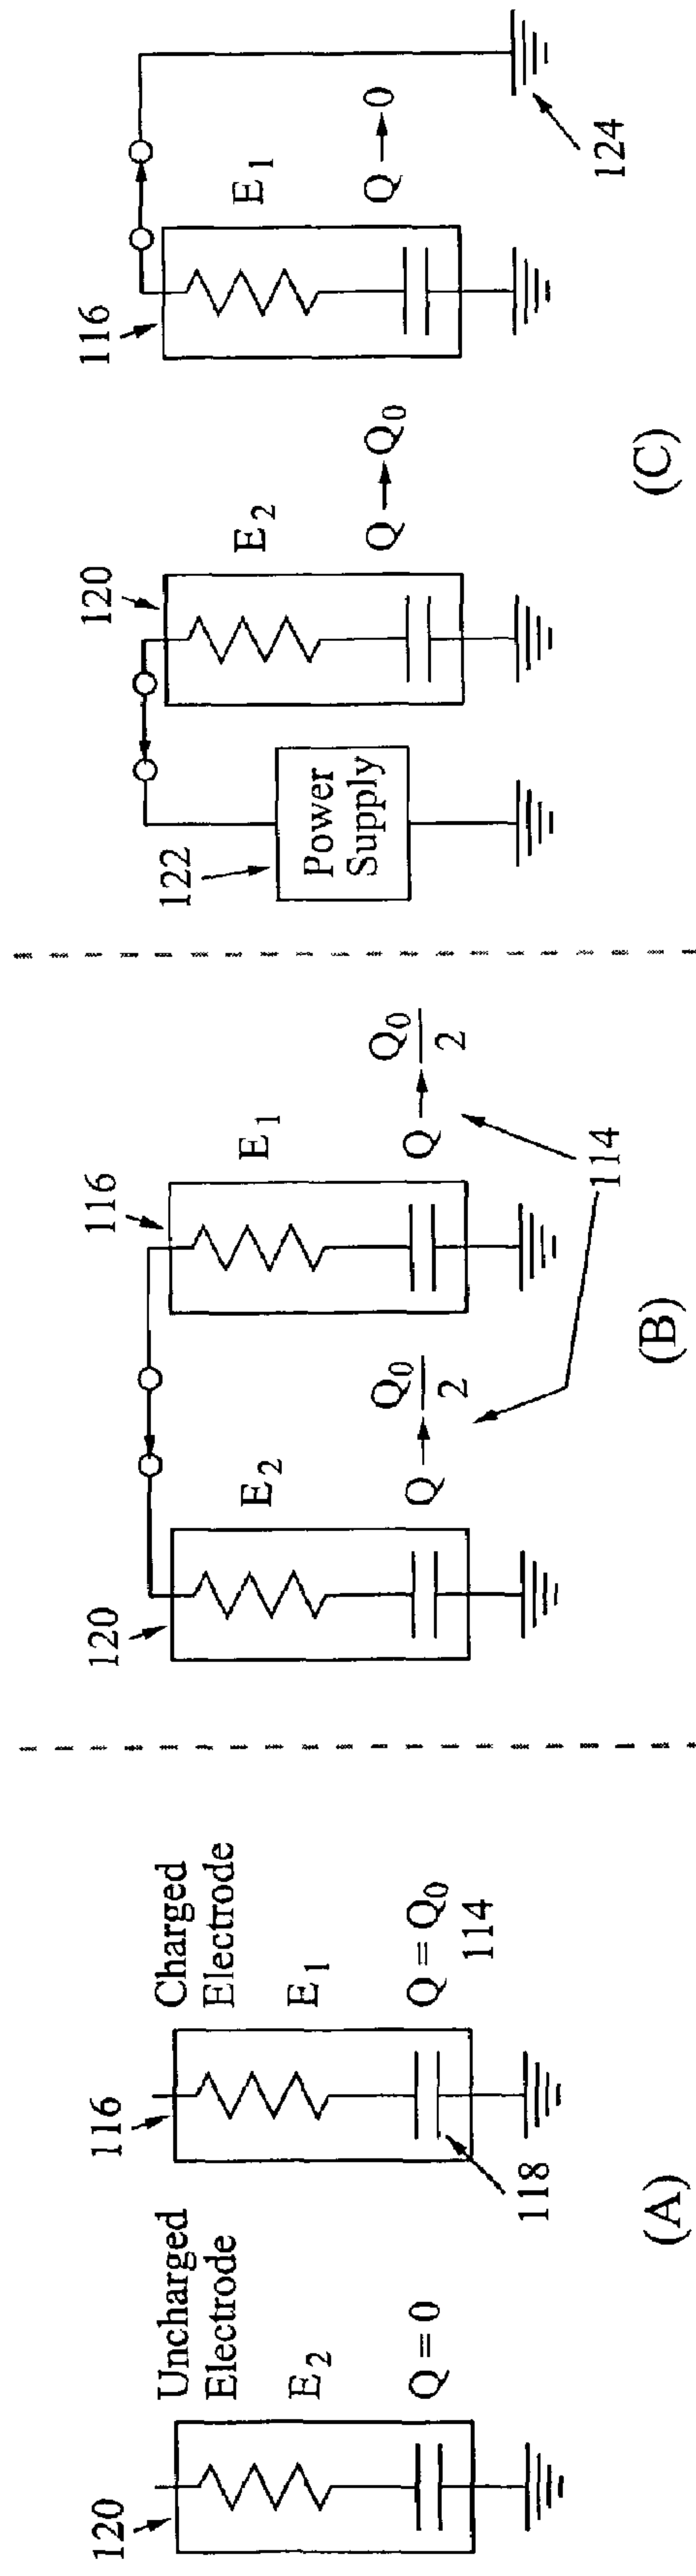 Uncharged
Electrode
120
E2
Q = 0
(A)
Charged
Electrode
116
E1
Q = Q0
114
118
120
E2
Q → Q0/2
116
E1
Q → Q0/2
114
(B)
122
Power
Supply
120
E2
Q → Q0
116
E1
Q → 0
124
(C)